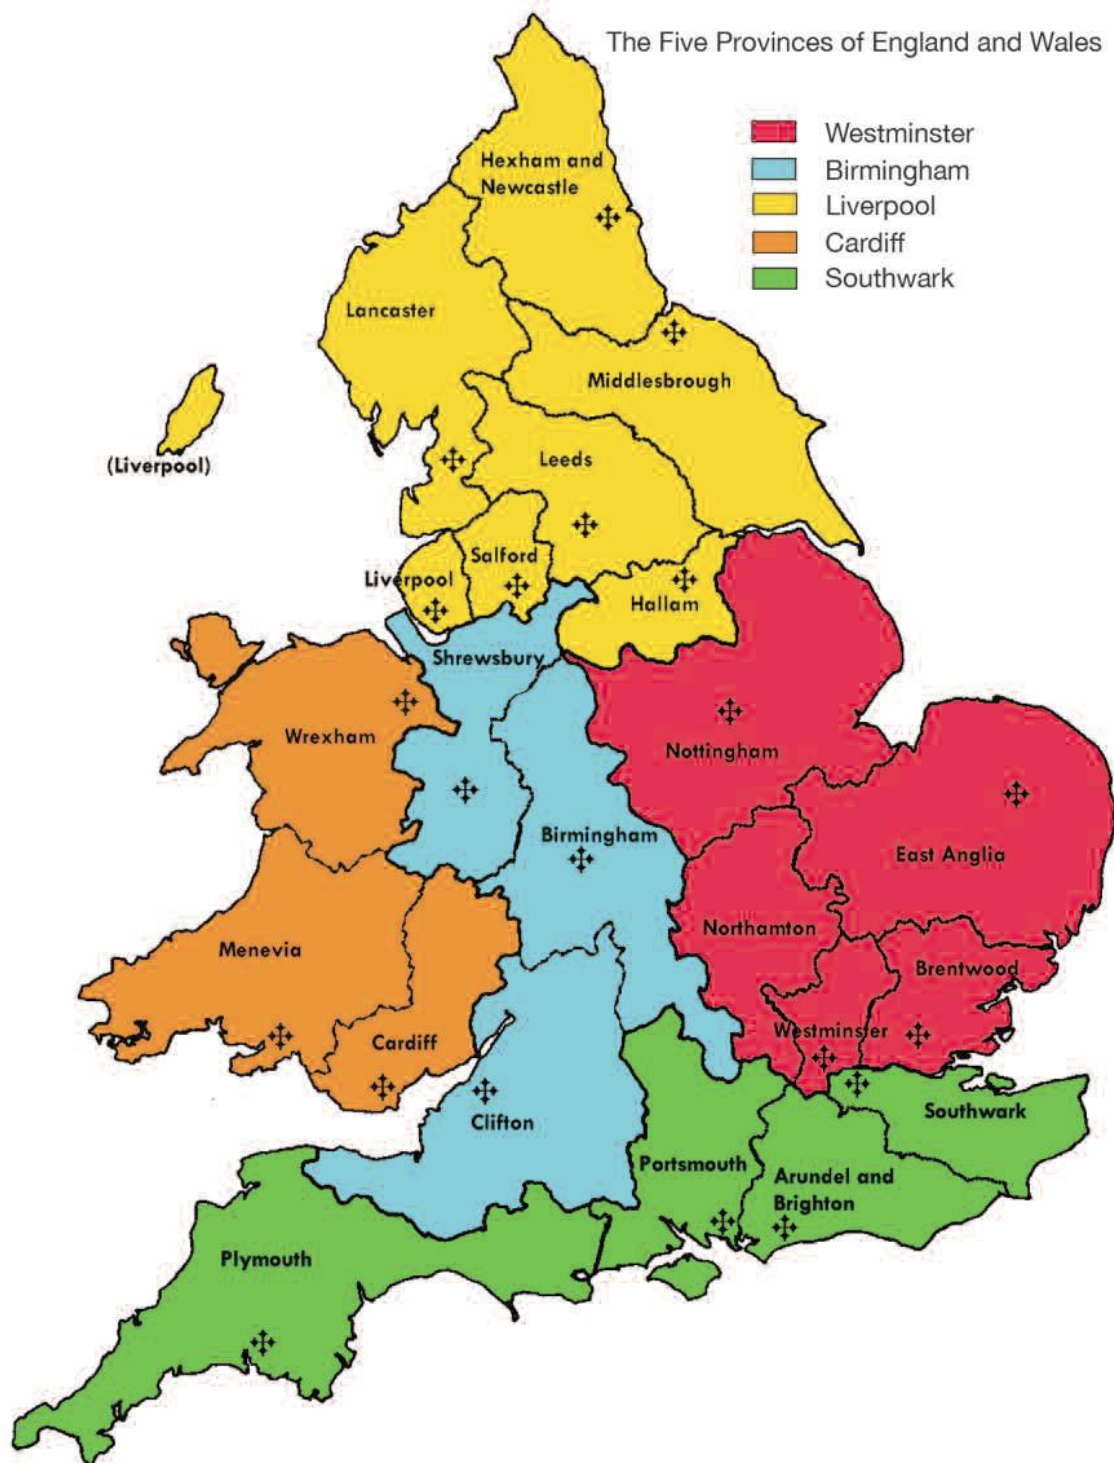 The Five Provinces of England and Wales
Westminster
Birmingham
Liverpool
Cardiff
Southwark
Hexham and
Newcastle
Lancaster
Middlesbrough
(Liverpool)
Leeds
Salford
Liverpool
Hallam
Shrewsbury
Wrexham
Nottingham
Birmingham
East Anglia
Northamton
Menevia
Brentwood
Westminster
Cardiff
Clifton
Southwark
Portsmouth
Arundel and
Brighton
Plymouth